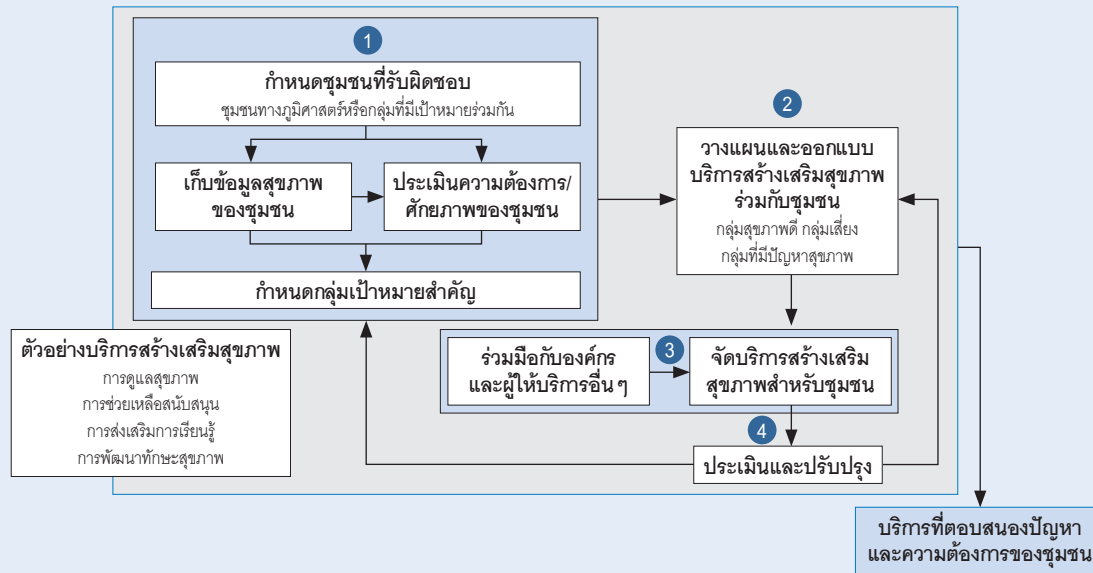 1
กำหนดชุมชนที่รับผิดชอบ
ชุมชนทางภูมิศาสตร์หรือกลุ่มที่มีเป้าหมายร่วมกัน
เก็บข้อมูลสุขภาพ
ของชุมชน
ประเมินความต้องการ/
ศักยภาพของชุมชน
กำหนดกลุ่มเป้าหมายสำคัญ
2
วางแผนและออกแบบ
บริการสร้างเสริมสุขภาพ
ร่วมกับชุมชน
กลุ่มสุขภาพดี กลุ่มเสี่ยง
กลุ่มที่มีปัญหาสุขภาพ
ตัวอย่างบริการสร้างเสริมสุขภาพ
การดูแลสุขภาพ
การช่วยเหลือสนับสนุน
การส่งเสริมการเรียนรู้
การพัฒนาทักษะสุขภาพ
ร่วมมือกับองค์กร
และผู้ให้บริการอื่น ๆ
3
จัดบริการสร้างเสริม
สุขภาพสำหรับชุมชน
4
ประเมินและปรับปรุง
บริการที่ตอบสนองปัญหา
และความต้องการของชุมชน